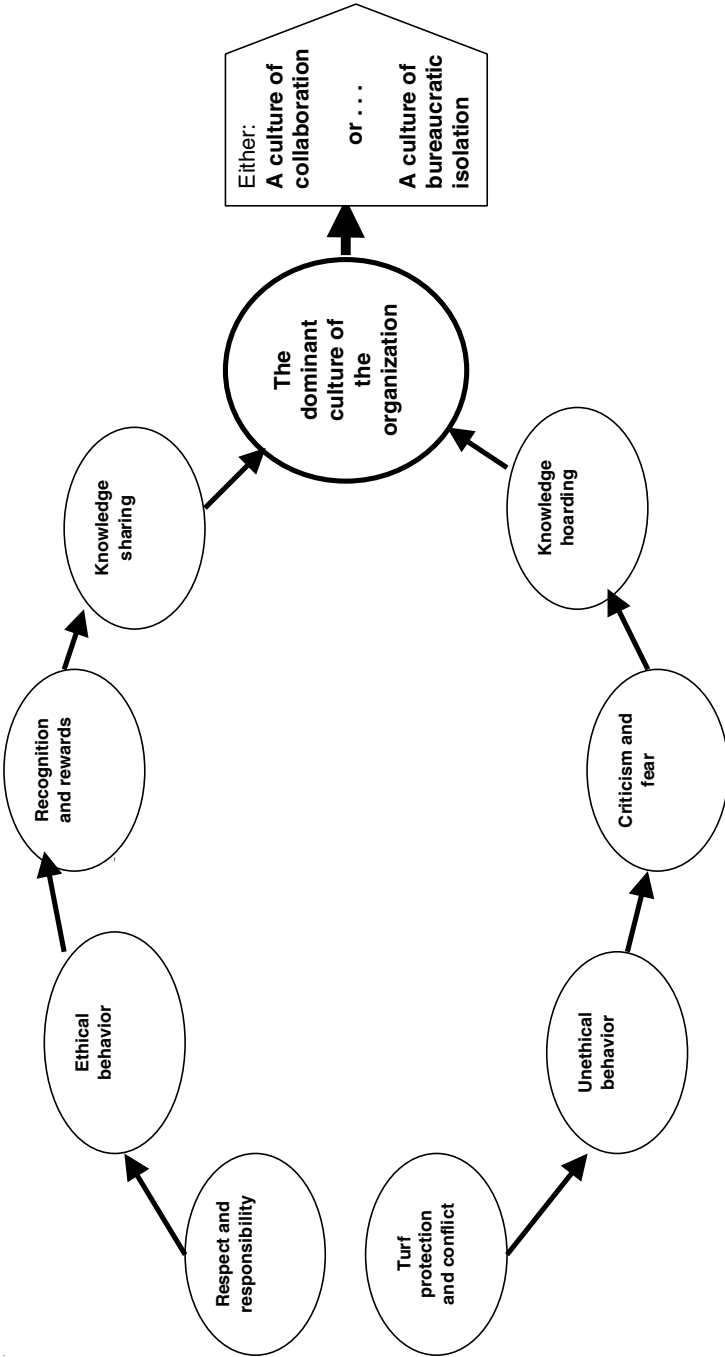 Respect and
responsibility
Ethical
behavior
Recognition
and rewards
Knowledge
sharing
Turf
protection
and conflict
Unethical
behavior
Criticism and
fear
Knowledge
hoarding
The
dominant
culture of
the
organization
Either:
A culture of
collaboration
or . . .
A culture of
bureaucratic
isolation